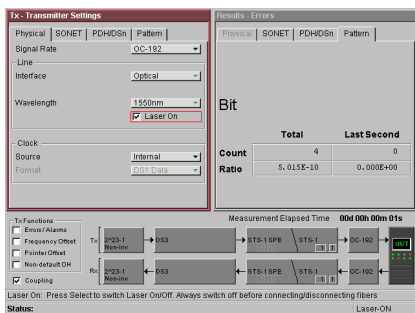 Tx - Transmitter Settings
Physical SONET PDH/DSn Pattern
Signal Rate OC-192
Line
Interface Optical
Wavelength 1550nm
Laser On
Clock
Source Internal
Format DS1 Data
Results - Errors
Physical SONET PDH/DSn Pattern
Bit
Total Last Second
Count 4 0
Ratio 5.015E-10 0.000E+00
Measurement Elapsed Time 00d 00h 00m 01s
Tx Functions
Errors/Alarms
Frequency Offset
Pointer Offset
Non-default OH
Coupling
Tx 2^23-1 Non-inv DS3 STS-1 SPE STS-1 1 1 OC-192 UUT
Rx 2^23-1 Non-inv DS3 STS-1 SPE STS-1 1 1 OC-192
Laser On: Press Select to switch Laser On/Off. Always switch off before connecting/disconnecting fibers
Status: Laser-ON